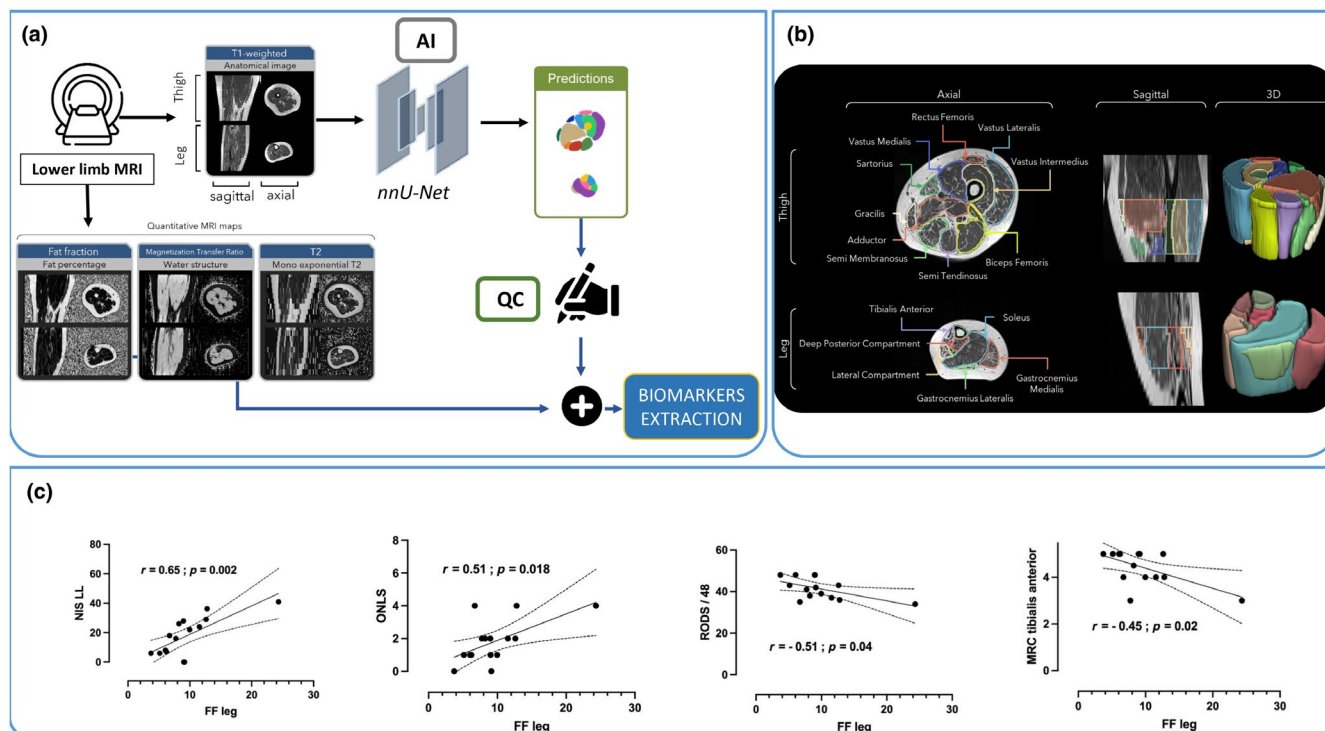 (a)
AI
T1-weighted
Anatomical image
Thigh
Leg
sagittal
axial
Lower limb MRI
nnU-Net
Predictions
Quantitative MRI maps
Fat fraction
Fat percentage
Magnetization Transfer Ratio
Water structure
T2
Mono exponential T2
QC
BIOMARKERS
EXTRACTION
(b)
Axial
Sagittal
3D
Thigh
Rectus Femoris
Vastus Lateralis
Vastus Medialis
Vastus Intermedius
Sartorius
Gracilis
Adductor
Semi Membranosus
Biceps Femoris
Semi Tendinosus
Leg
Tibialis Anterior
Soleus
Deep Posterior Compartment
Lateral Compartment
Gastrocnemius
Medialis
Gastrocnemius Lateralis
(c)
NIS LL
80
60
40
20
0
r = 0.65 ; p = 0.002
0
10
20
30
FF leg
ONLS
8
6
4
2
0
r = 0.51 ; p = 0.018
0
10
20
30
FF leg
RODS / 48
60
40
20
0
r = - 0.51 ; p = 0.04
0
10
20
30
FF leg
MRC tibialis anterior
4
2
0
r = - 0.45 ; p = 0.02
0
10
20
30
FF leg